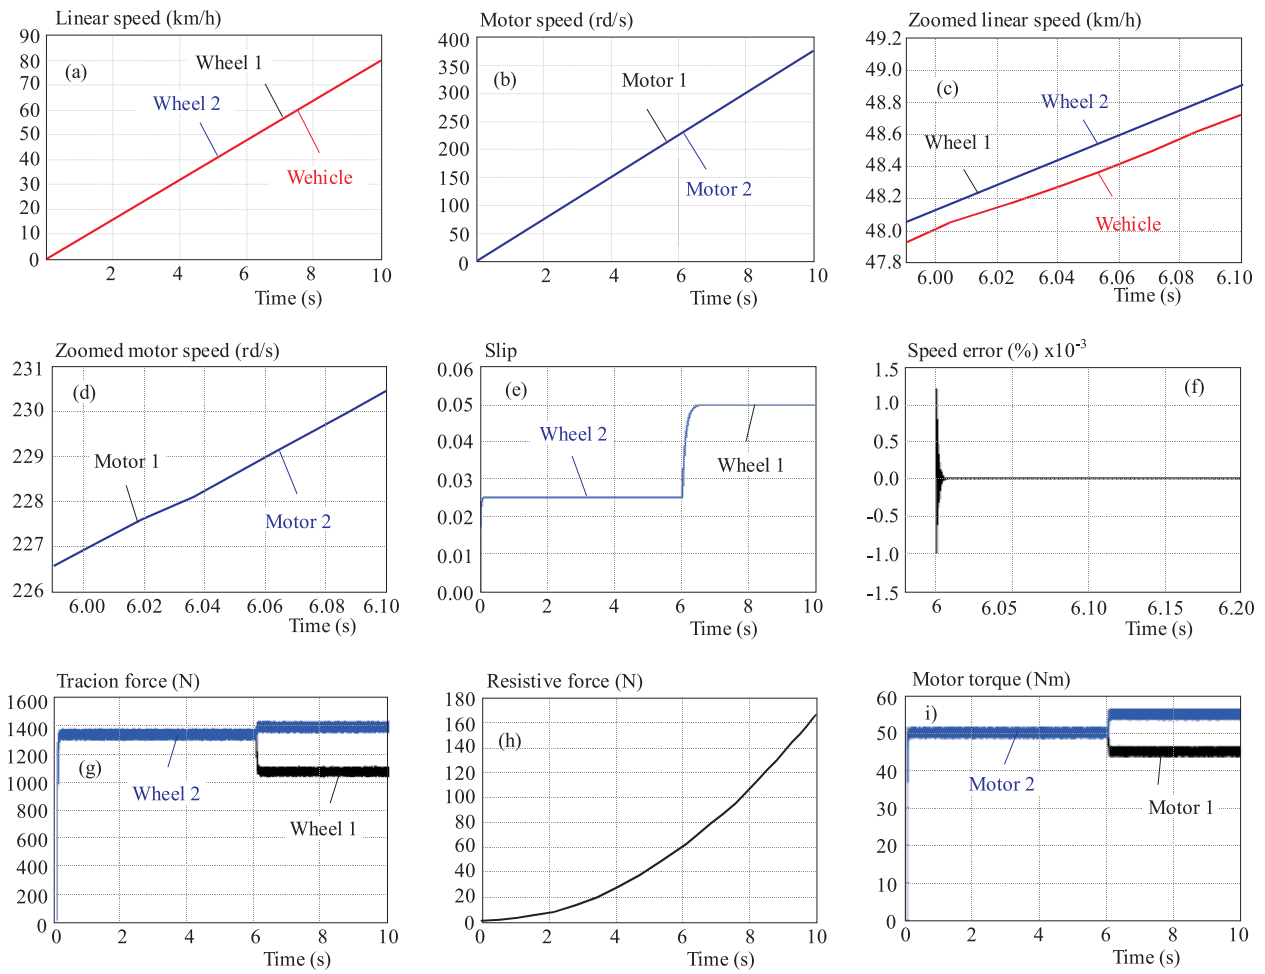 Linear speed (km/h)
90
80
70
60
50
40
30
20
10
0
(a)
Wheel 1
Wheel 2
Wehicle
2
4
6
8
10
Time (s)
Motor speed (rd/s)
400
350
300
250
200
150
100
50
0
(b)
Motor 1
Motor 2
2
4
6
8
10
Time (s)
Zoomed linear speed (km/h)
49.2
49.0
48.8
48.6
48.4
48.2
48.0
47.8
(c)
Wheel 2
Wheel 1
Wehicle
6.00
6.02
6.04
6.06
6.08
6.10
Time (s)
Zoomed motor speed (rd/s)
231
230
229
228
227
226
(d)
Motor 1
Motor 2
6.00
6.02
6.04
6.06
6.08
6.10
Time (s)
Slip
0.06
0.05
0.04
0.03
0.02
0.01
0.00
(e)
Wheel 2
Wheel 1
0
2
4
6
8
10
Time (s)
Speed error (%) x10-3
1.5
1.0
0.5
0.0
-0.5
-1.0
-1.5
(f)
6
6.05
6.10
6.15
6.20
Time (s)
Tracion force (N)
1600
1400
1200
1000
800
600
400
200
0
(g)
Wheel 2
Wheel 1
0
2
4
6
8
10
Time (s)
Resistive force (N)
180
160
140
120
100
80
60
40
20
0
(h)
0
2
4
6
8
10
Time (s)
Motor torque (Nm)
60
50
40
30
20
10
0
i)
Motor 2
Motor 1
0
2
4
6
8
10
Time (s)